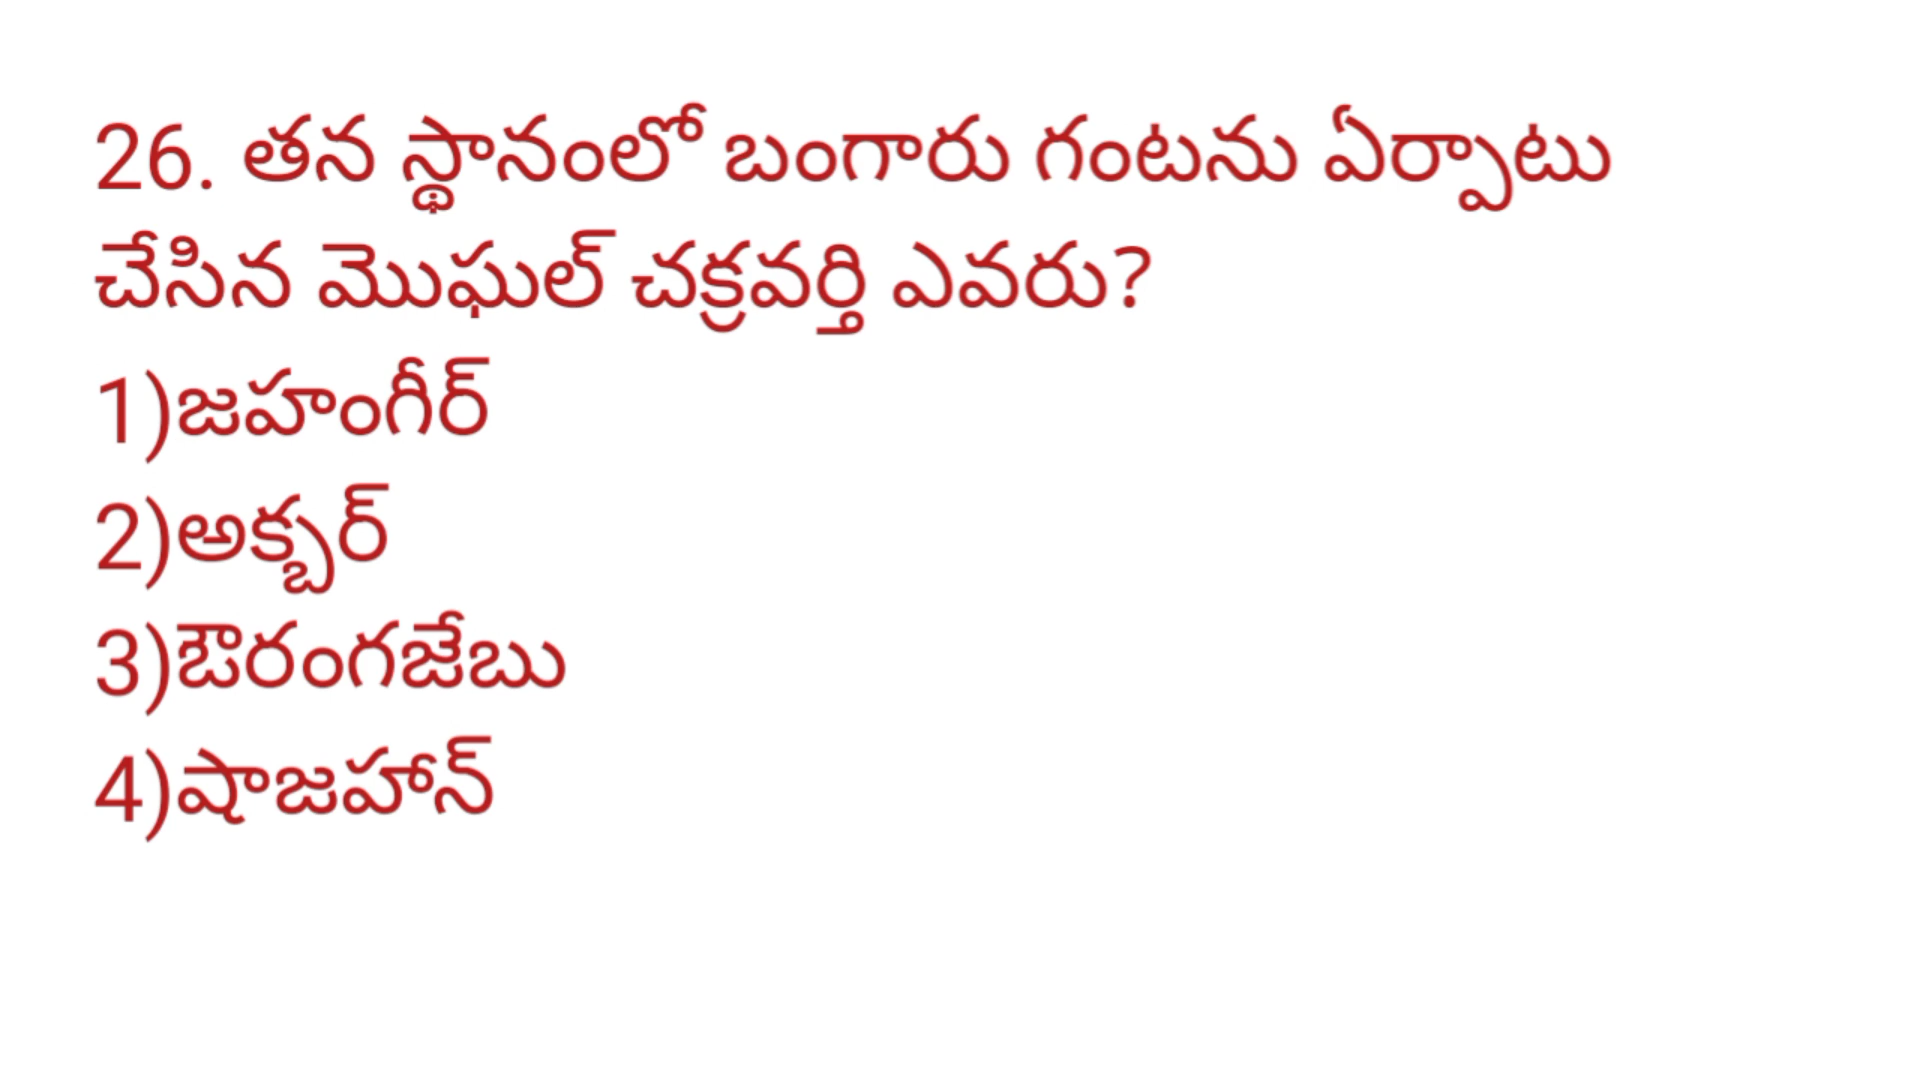 26. తన స్థానంలో బంగారు గంటను ఏర్పాటు
చేసిన మొఘల్ చక్రవర్తి ఎవరు?
1)జహంగీర్
2)అక్బర్
3)ఔరంగజేబు
4)షాజహాన్